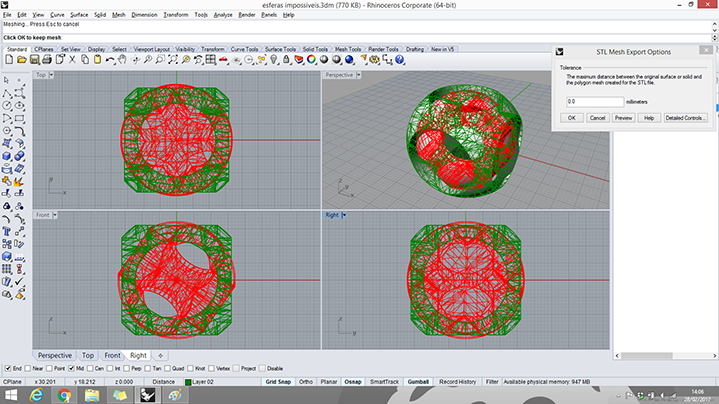 esferas impossiveis.3dm (770 KB) - Rhinoceros Corporate (64-bit)
File Edit View Curve Surface Solid Mesh Dimension Transform Tools Analyze Render Panels Help
Meshing... Press Esc to cancel
Click OK to keep mesh:
Standard CPlanes Set View Display Select Viewport Layout Visibility Transform Curve Tools Surface Tools Solid Tools Mesh Tools Render Tools Drafting New in V5
STL Mesh Export Options
Tolerance
The maximum distance between the original surface or solid and
the polygon mesh created for the STL file.
0.0 millimeters
OK Cancel Preview Help Detailed Controls...
Top
Perspective
y
x
z
y
x
Front
Right
z
x
z
y
Perspective Top Front Right
End Near Point Mid Cen Int Perp Tan Quad Knot Vertex Project Disable
CPlane x 30.201 y 18.212 z 0.000 Distance Layer 02 Grid Snap Ortho Planar Osnap SmartTrack Gumball Record History Filter Available physical memory: 947 MB
14:06
28/02/2017